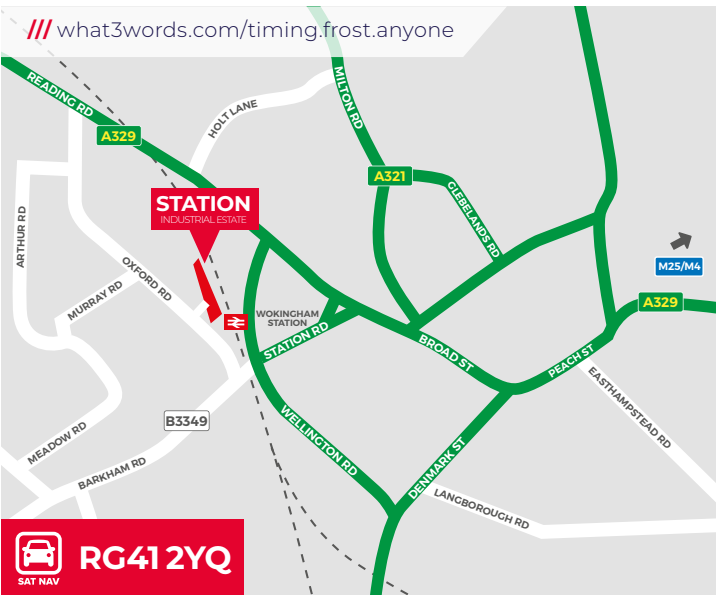 /// what3words.com/timing.frost.anyone
READING RD
A329
HOLT LANE
MILTON RD
A321
GLEBELANDS RD
STATION
INDUSTRIAL ESTATE
ARTHUR RD
OXFORD RD
MURRAY RD
M25/M4
A329
WOKINGHAM
STATION
STATION RD
BROAD ST
PEACH ST
EASTHAMPSTEAD RD
B3349
WELLINGTON RD
MEADOW RD
BARKHAM RD
DENMARK ST
LANGBOROUGH RD
SAT NAV
RG41 2YQ